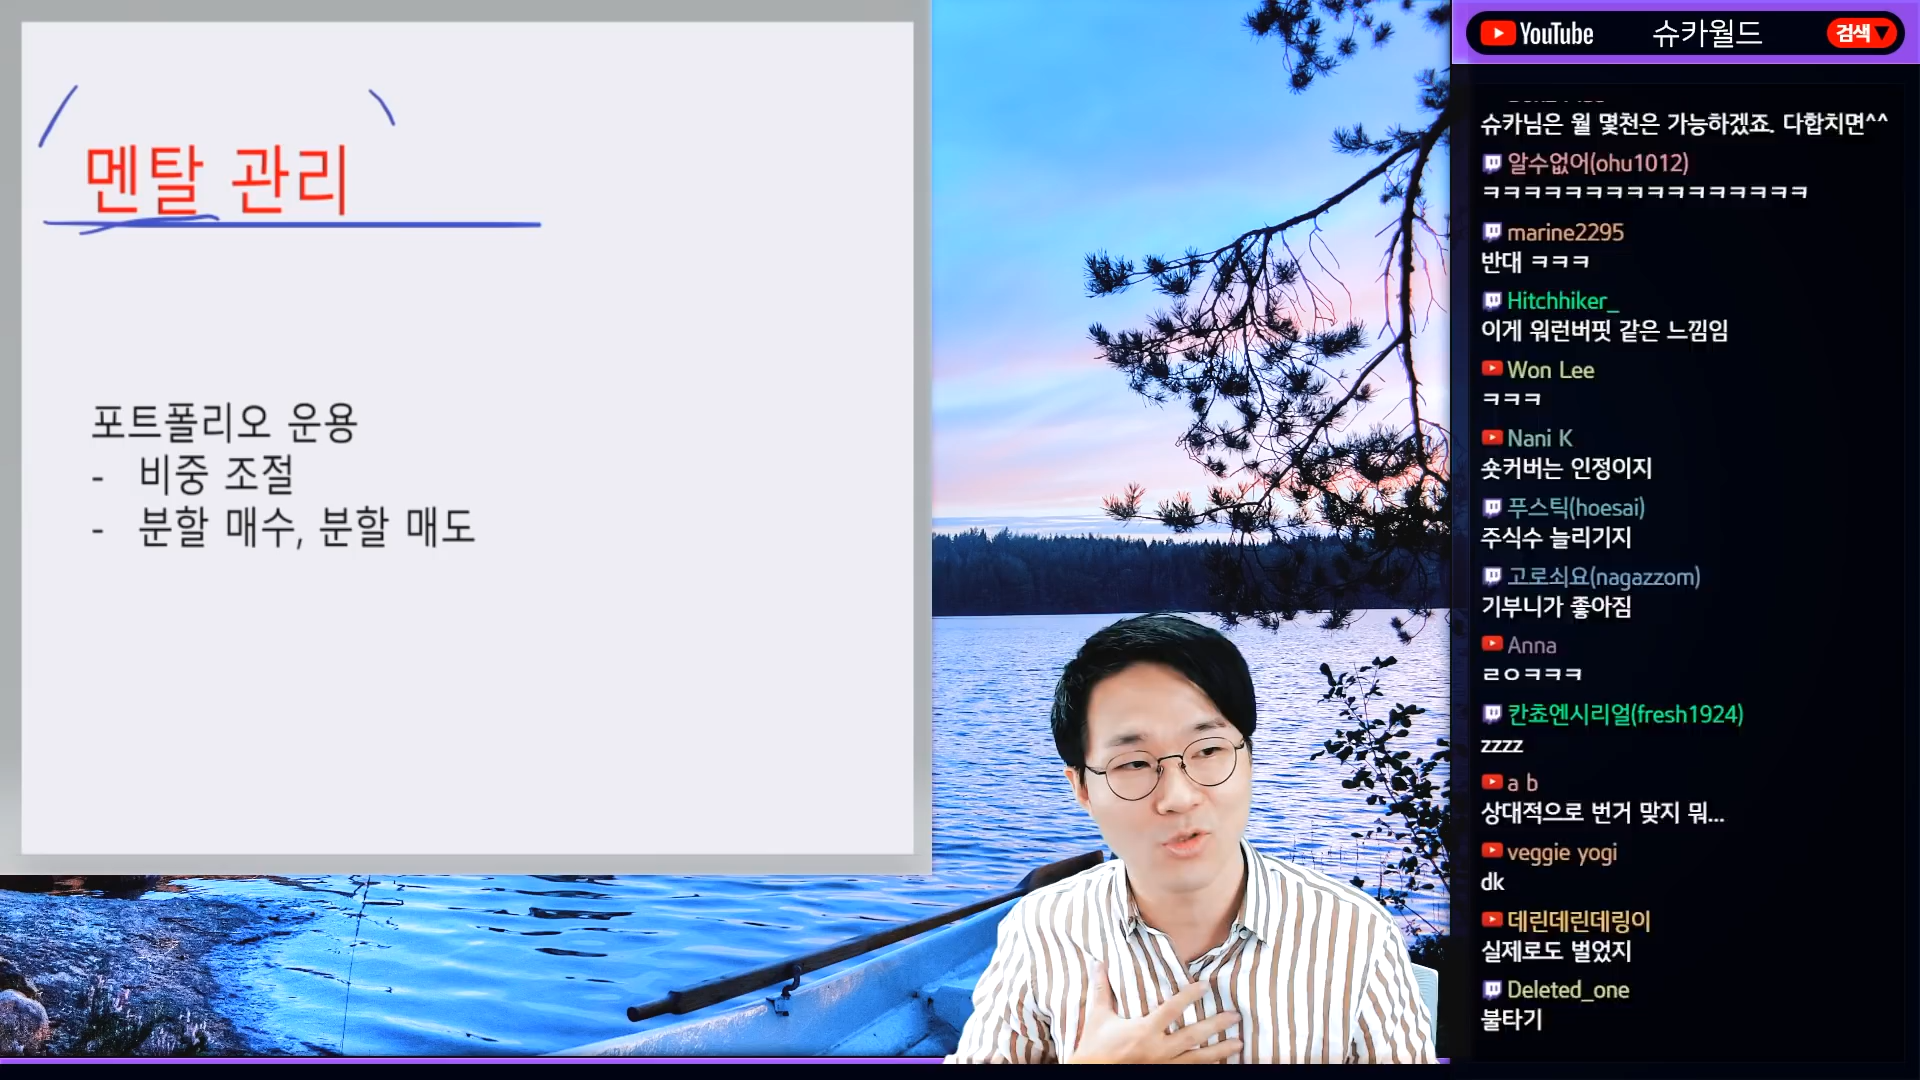 멘탈 관리
포트폴리오 운용
- 비중 조절
- 분할 매수, 분할 매도
YouTube 슈카월드 검색▼
슈카님은 월 몇천은 가능하겠죠. 다합치면^^
알수없어(ohu1012)
ㅋㅋㅋㅋㅋㅋㅋㅋㅋㅋㅋㅋㅋㅋㅋㅋ
marine2295
반대 ㅋㅋㅋ
Hitchhiker_
이게 워런버핏 같은 느낌임
Won Lee
ㅋㅋㅋ
Nani K
숏커버는 인정이지
푸스틱(hoesai)
주식수 늘리기지
고로쇠요(nagazzom)
기부니가 좋아짐
Anna
ㄹㅇㅋㅋㅋ
칸쵸엔시리얼(fresh1924)
zzzz
a b
상대적으로 번거 맞지 뭐...
veggie yogi
dk
데린데린데링이
실제로도 벌었지
Deleted_one
불타기